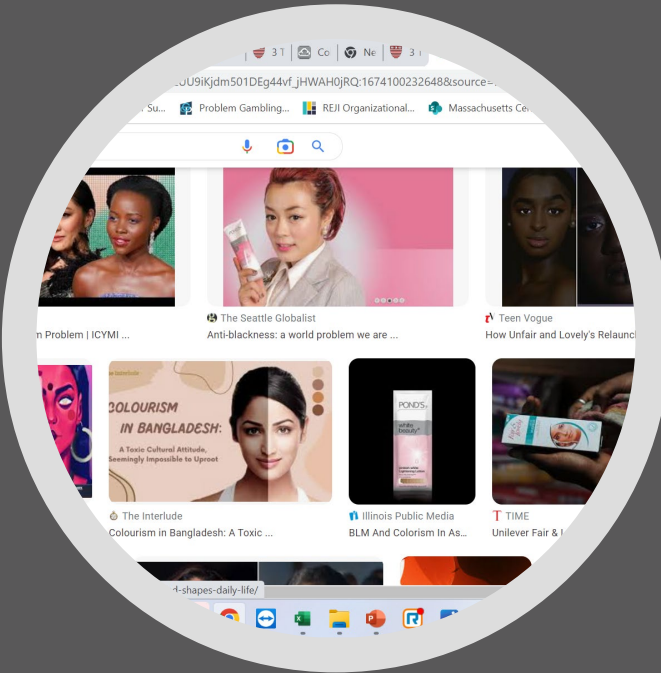 3 T
Co
Ne
3
EoU9iKjdm501DEg44vf_jHWAH0jRQ:1674100232648&source=
Su...
Problem Gambling...
REJI Organizational...
Massachusetts
The Seattle Globalist
Teen Vogue
Problem | ICYMI ...
Anti-blackness: a world problem we are ...
How Unfair and Lovely's
COLOURISM
IN BANGLADESH:
A Toxic Cultural Attitude,
Seemingly Impossible to Uproot
POND'S
white
beauty
The Interlude
Illinois Public Media
TIME
Colourism in Bangladesh: A Toxic ...
BLM And Colorism In As...
Unilever Fair &
d-shapes-daily-life/